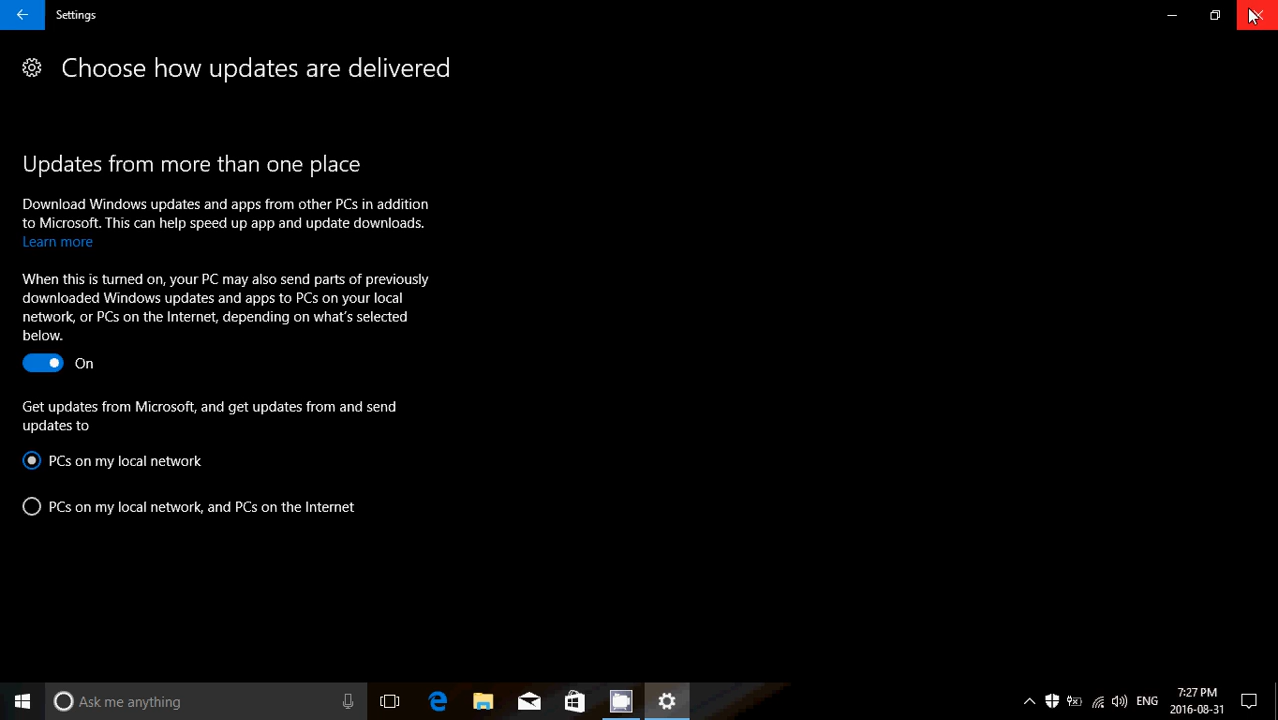 Settings
Choose how updates are delivered
Updates from more than one place
Download Windows updates and apps from other PCs in addition
to Microsoft. This can help speed up app and update downloads.
Learn more
When this is turned on, your PC may also send parts of previously
downloaded Windows updates and apps to PCs on your local
network, or PCs on the Internet, depending on what's selected
below.
On
Get updates from Microsoft, and get updates from and send
updates to
PCs on my local network
PCs on my local network, and PCs on the Internet
Ask me anything
ENG
7:27 PM
2016-08-31